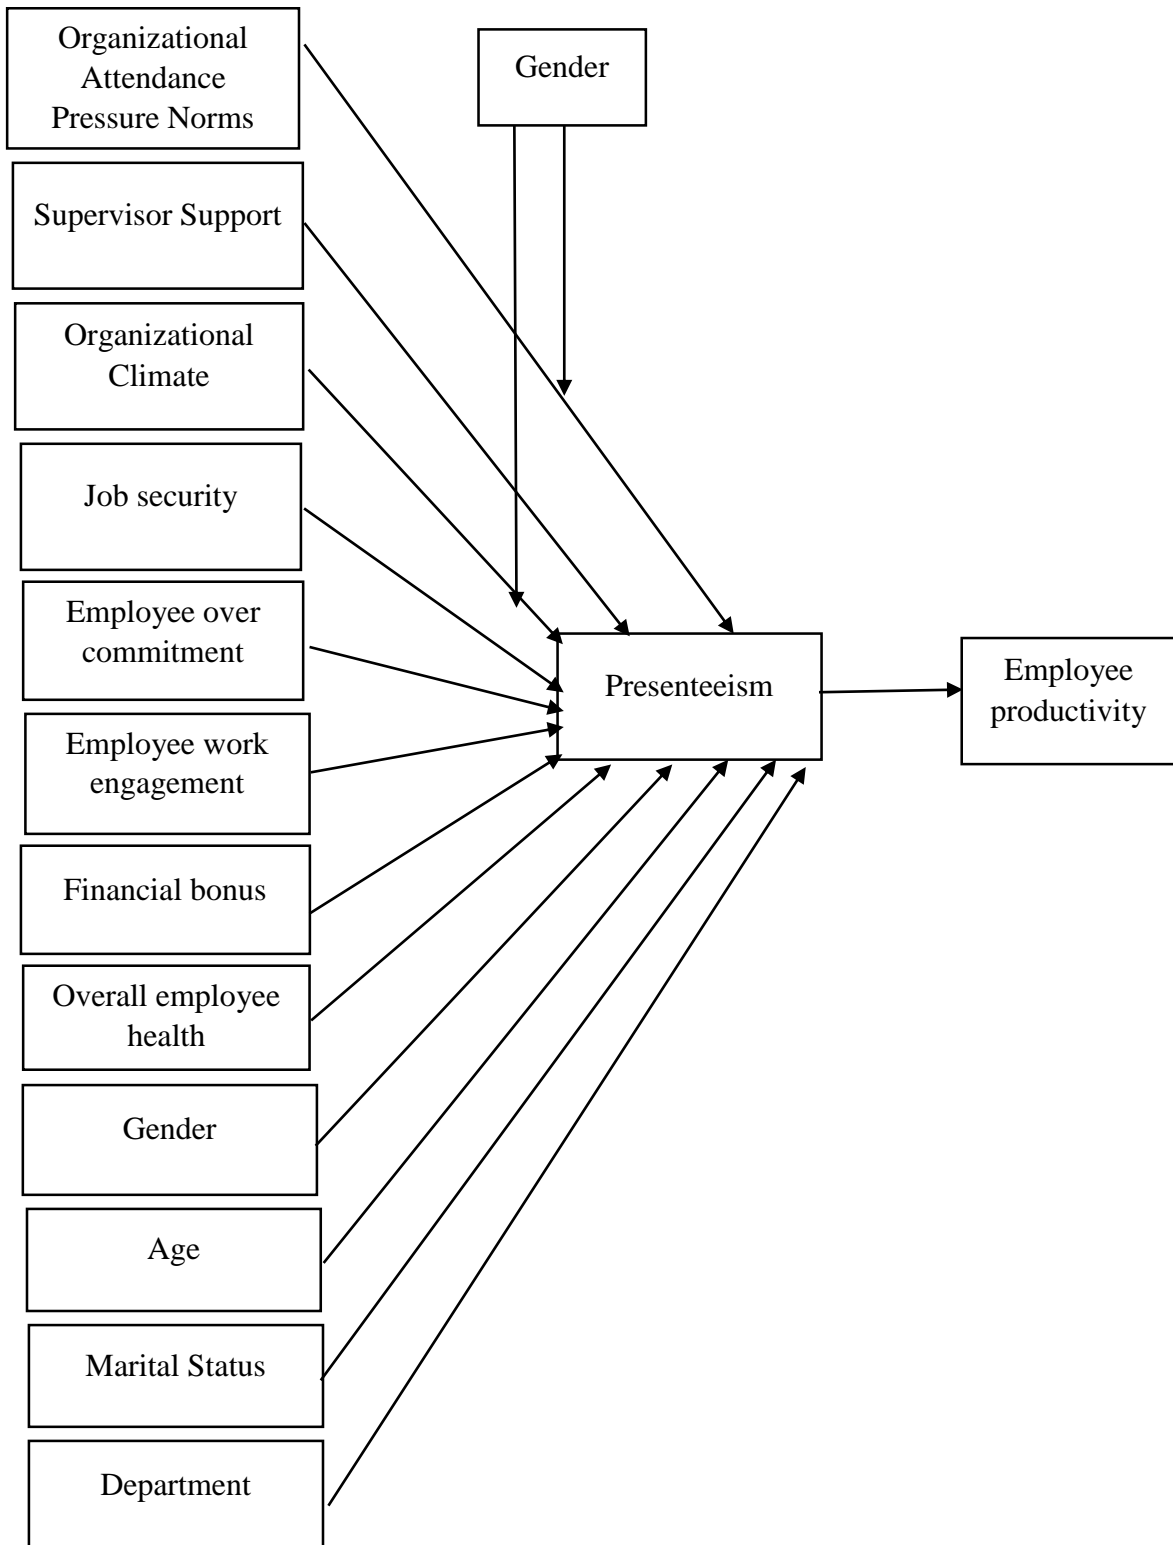 Organizational
Attendance
Pressure Norms
Gender
Supervisor Support
Organizational
Climate
Job security
Employee over
commitment
Employee work
engagement
Financial bonus
Overall employee
health
Gender
Age
Marital Status
Department
Presenteeism
Employee
productivity